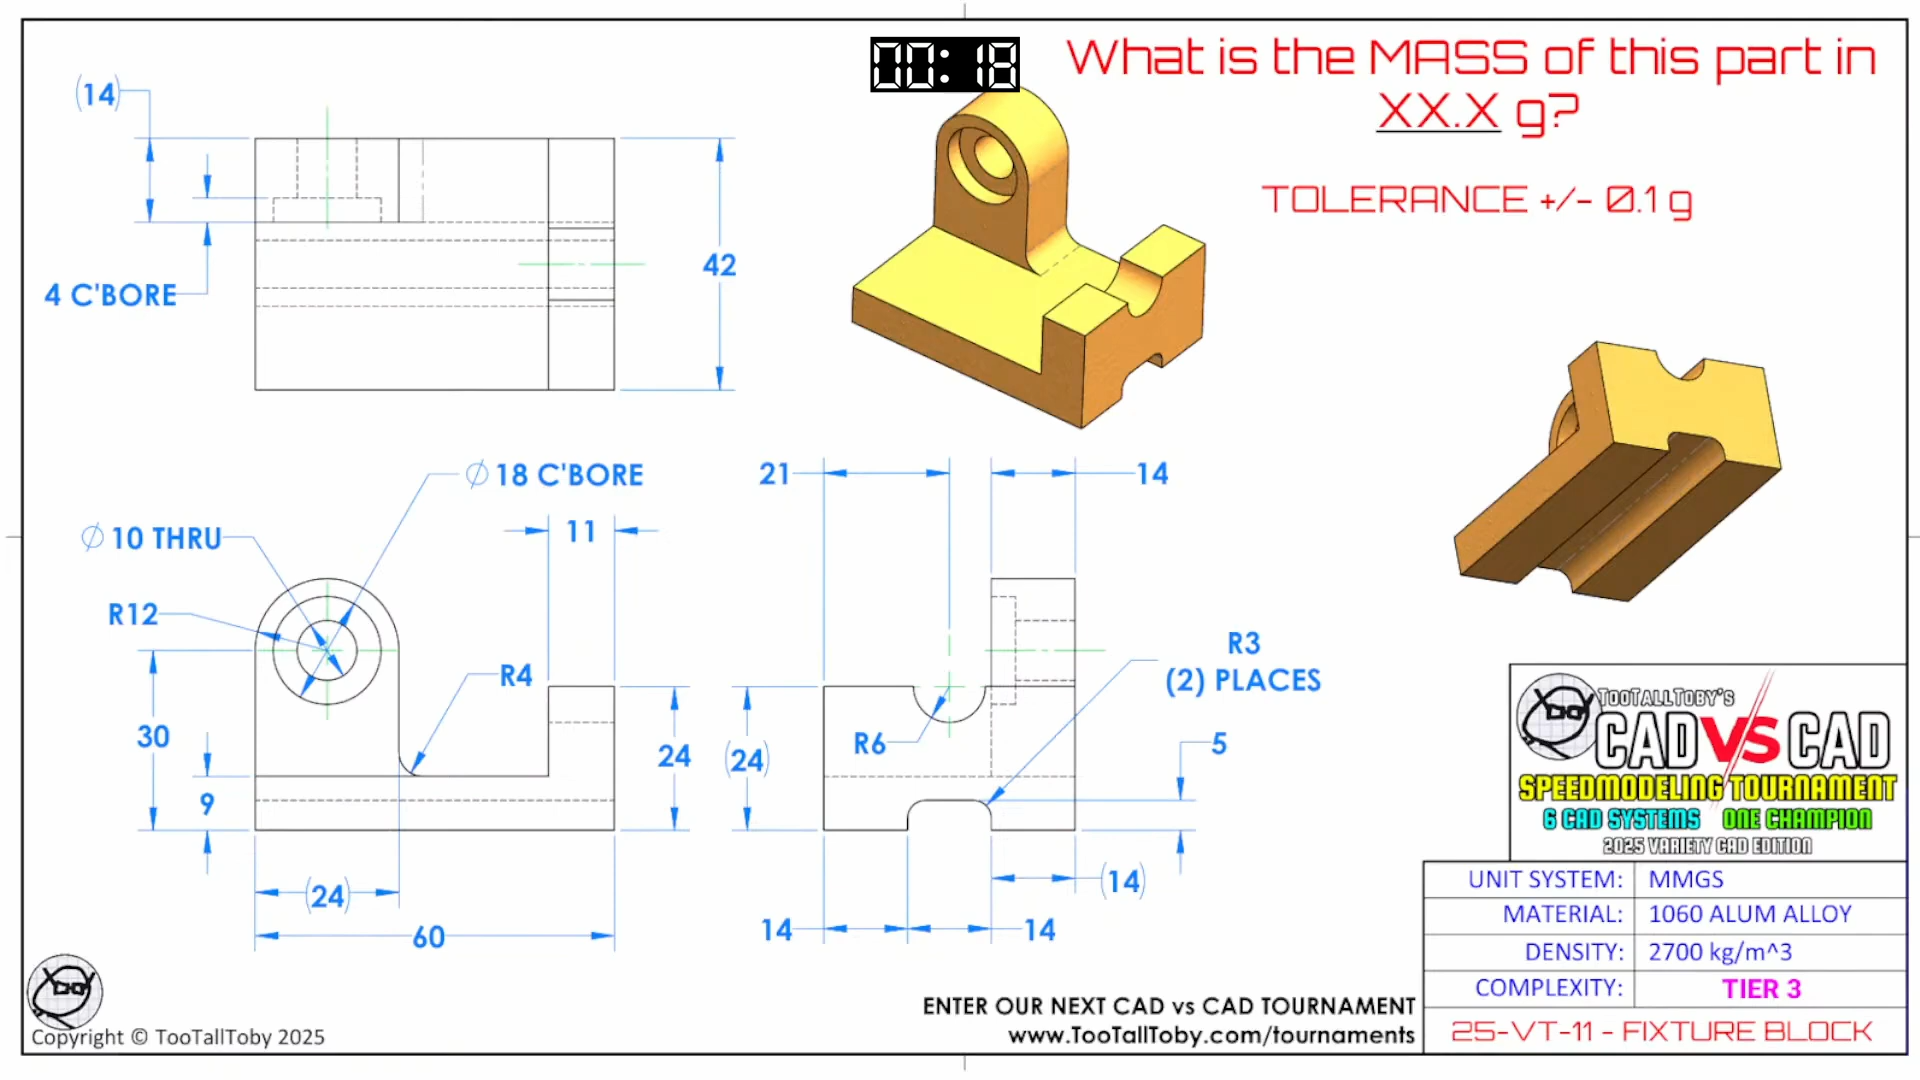 00:18
What is the MASS of this part in
XX.X g?
TOLERANCE +/- 0.1 g
(14)
4 C'BORE
42
∅ 18 C'BORE
∅ 10 THRU
11
R12
R4
30
9
24
(24)
60
21
14
R3
(2) PLACES
R6
(24)
5
(14)
14
14
TOOTALLTOBY'S
CAD VS CAD
SPEEDMODELING TOURNAMENT
6 CAD SYSTEMS ONE CHAMPION
2025 VARIETY CAD EDITION
UNIT SYSTEM: MMGS
MATERIAL: 1060 ALUM ALLOY
DENSITY: 2700 kg/m^3
COMPLEXITY: TIER 3
25-VT-11 - FIXTURE BLOCK
ENTER OUR NEXT CAD vs CAD TOURNAMENT
www.TooTallToby.com/tournaments
Copyright © TooTallToby 2025